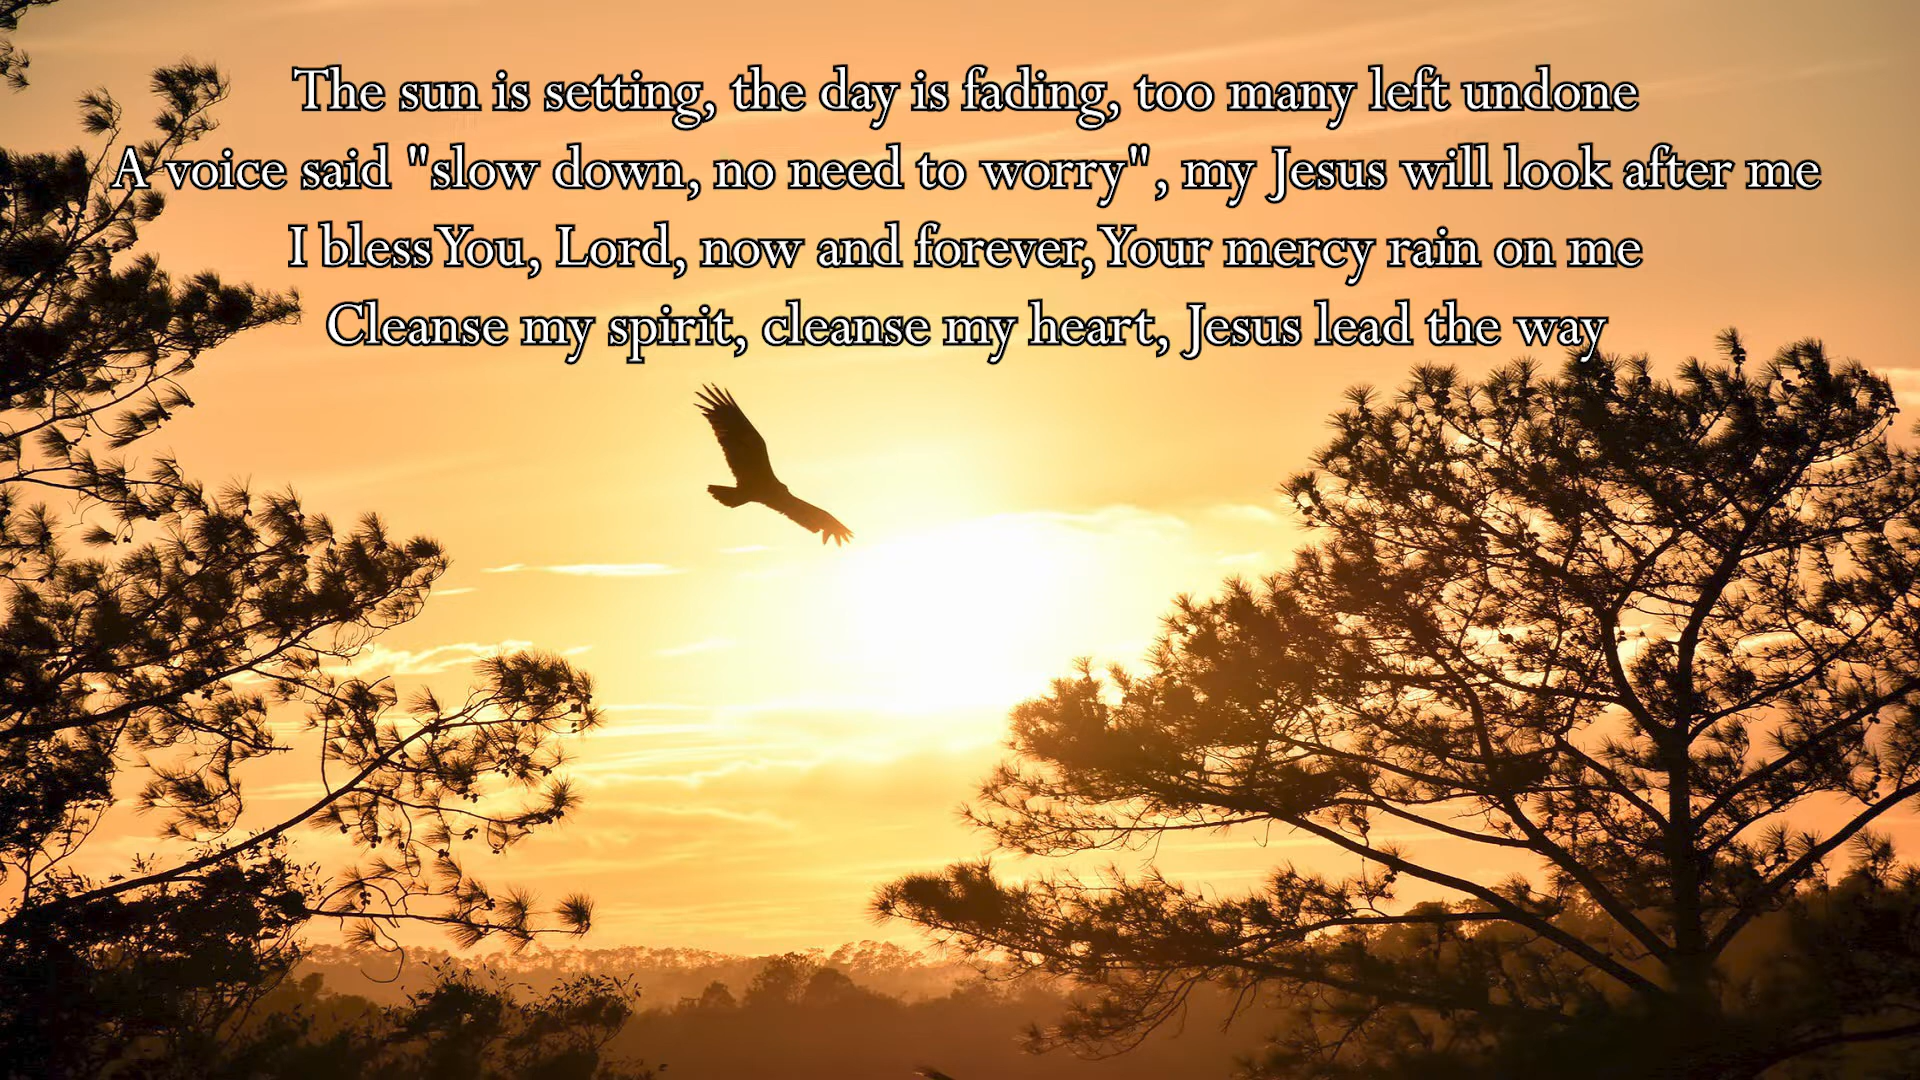 The sun is setting, the day is fading, too many left undone
A voice said "slow down, no need to worry", my Jesus will look after me
I bless You, Lord, now and forever, Your mercy rain on me
Cleanse my spirit, cleanse my heart, Jesus lead the way